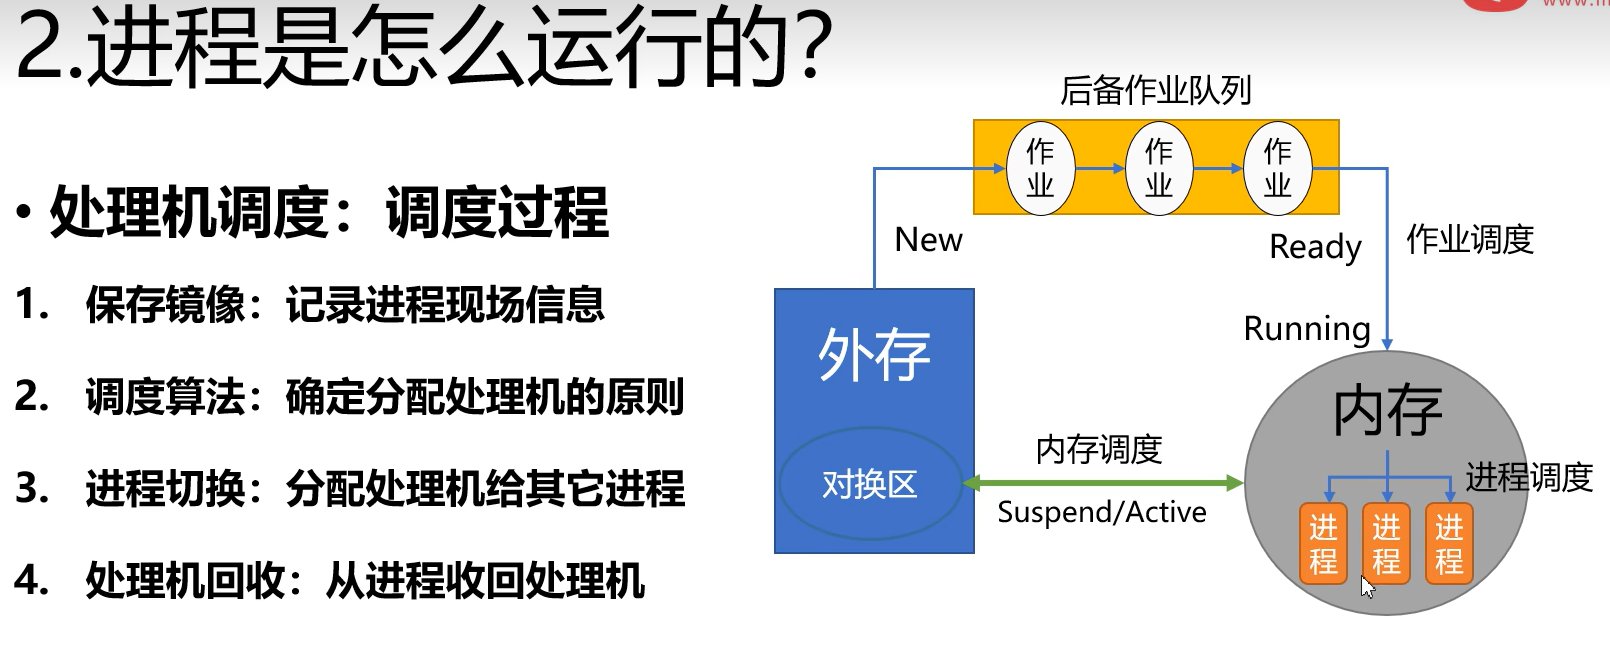 2.进程是怎么运行的?
• 处理机调度：调度过程
1. 保存镜像：记录进程现场信息
2. 调度算法：确定分配处理机的原则
3. 进程切换：分配处理机给其它进程
4. 处理机回收：从进程收回处理机
后备作业队列
作业
作业
作业
New
Ready
作业调度
Running
外存
对换区
内存调度
Suspend/Active
内存
进程调度
进程
进程
进程